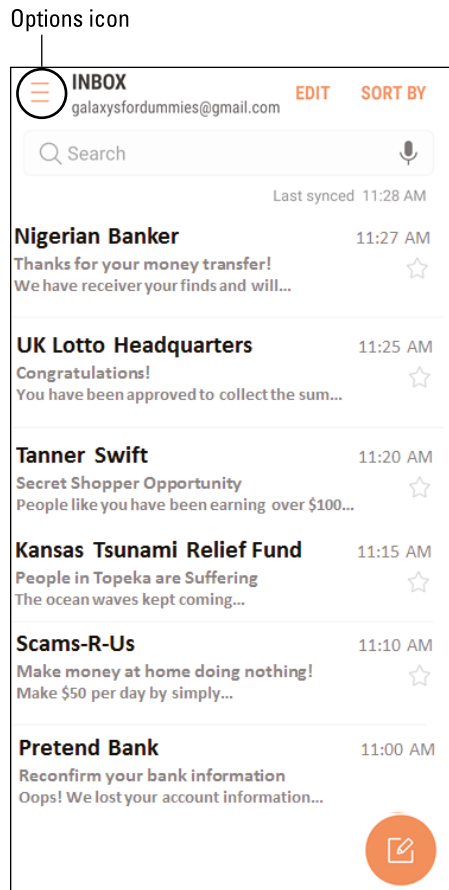 Options icon
INBOX
galaxysfordummies@gmail.com
EDIT
SORT BY
Search
Last synced 11:28 AM
Nigerian Banker
11:27 AM
Thanks for your money transfer!
We have receiver your finds and will...
UK Lotto Headquarters
11:25 AM
Congratulations!
You have been approved to collect the sum...
Tanner Swift
11:20 AM
Secret Shopper Opportunity
People like you have been earning over $100...
Kansas Tsunami Relief Fund
11:15 AM
People in Topeka are Suffering
The ocean waves kept coming...
Scams-R-Us
11:10 AM
Make money at home doing nothing!
Make $50 per day by simply...
Pretend Bank
11:00 AM
Reconfirm your bank information
Oops! We lost your account information...